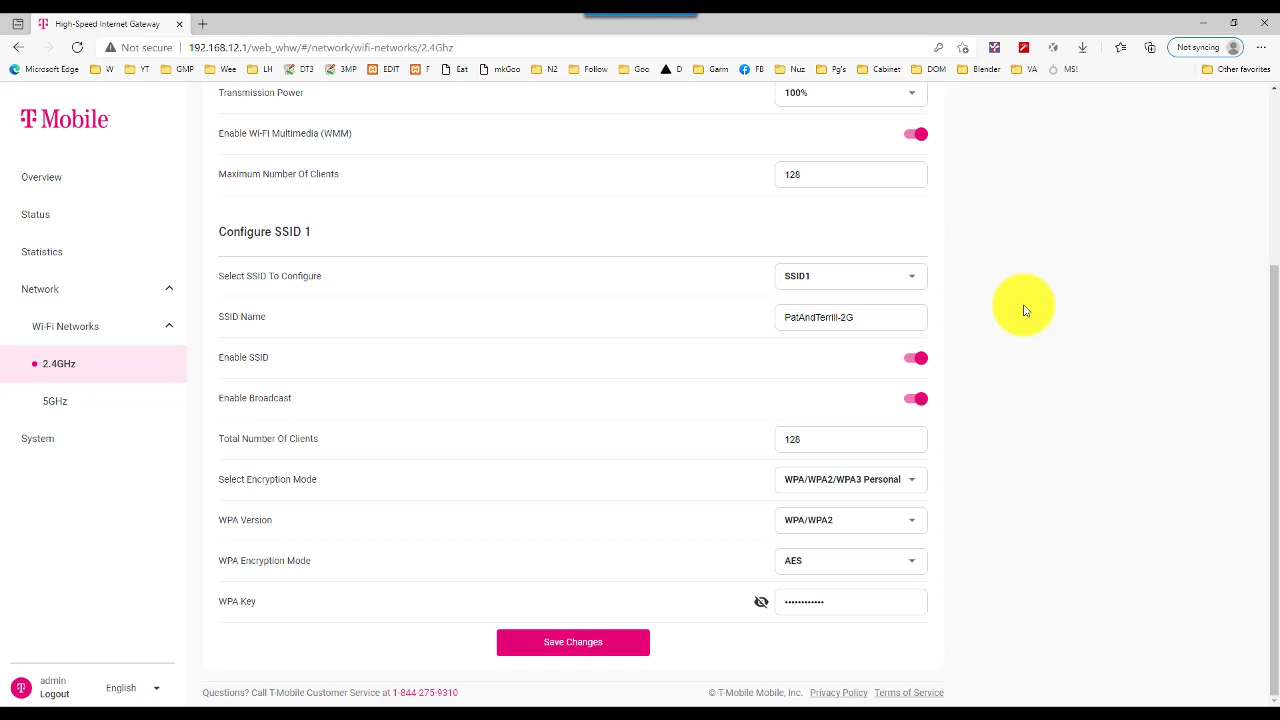 High-Speed Internet Gateway
Not secure 192.168.12.1/web_whw/#/network/wifi-networks/2.4Ghz Not syncing
Microsoft Edge W YT GMP Wee LH DTG 3MP EDIT F Eat mkGoo N2 Follow Goo D Garm FB Nuz Pg's Cabinet DOM Blender VA MS! Other favorites
T Mobile
Overview
Status
Statistics
Network
Wi-Fi Networks
2.4GHz
5GHz
System
admin
Logout
English
Transmission Power 100%
Enable Wi-Fi Multimedia (WMM)
Maximum Number Of Clients 128
Configure SSID 1
Select SSID To Configure SSID1
SSID Name PatAndTerrill-2G
Enable SSID
Enable Broadcast
Total Number Of Clients 128
Select Encryption Mode WPA/WPA2/WPA3 Personal
WPA Version WPA/WPA2
WPA Encryption Mode AES
WPA Key ••••••••••••
Save Changes
Questions? Call T-Mobile Customer Service at 1-844-275-9310 © T-Mobile Mobile, Inc. Privacy Policy Terms of Service